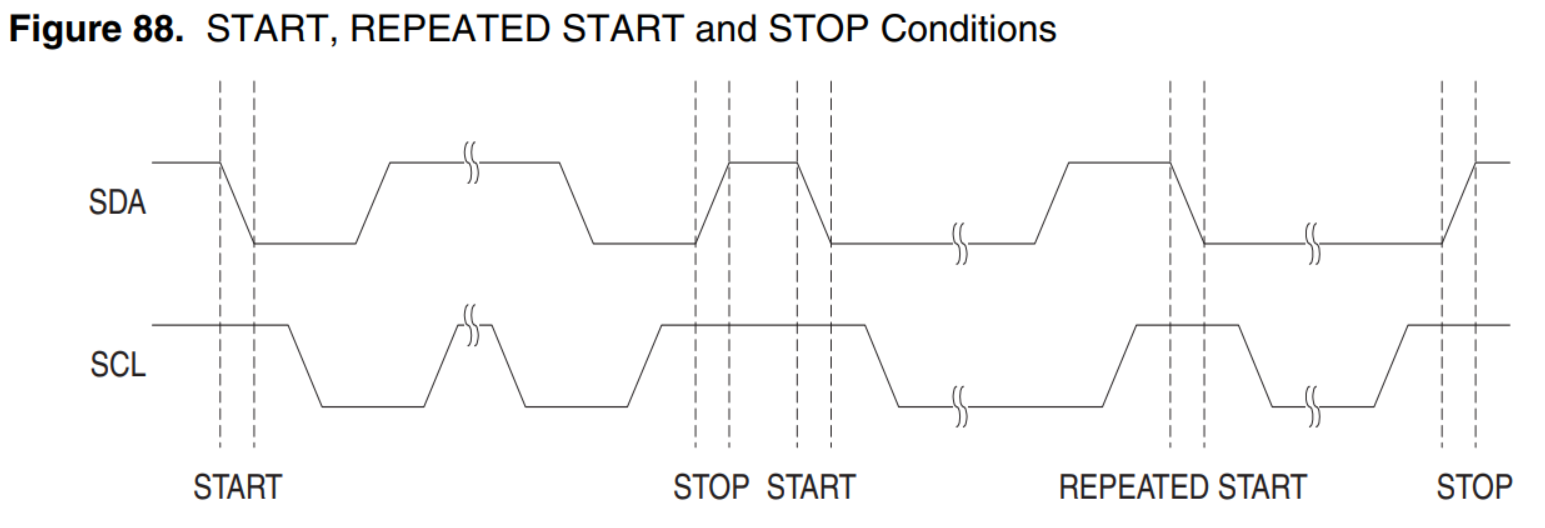 Figure 88. START, REPEATED START and STOP Conditions
SDA
SCL
START STOP START REPEATED START STOP